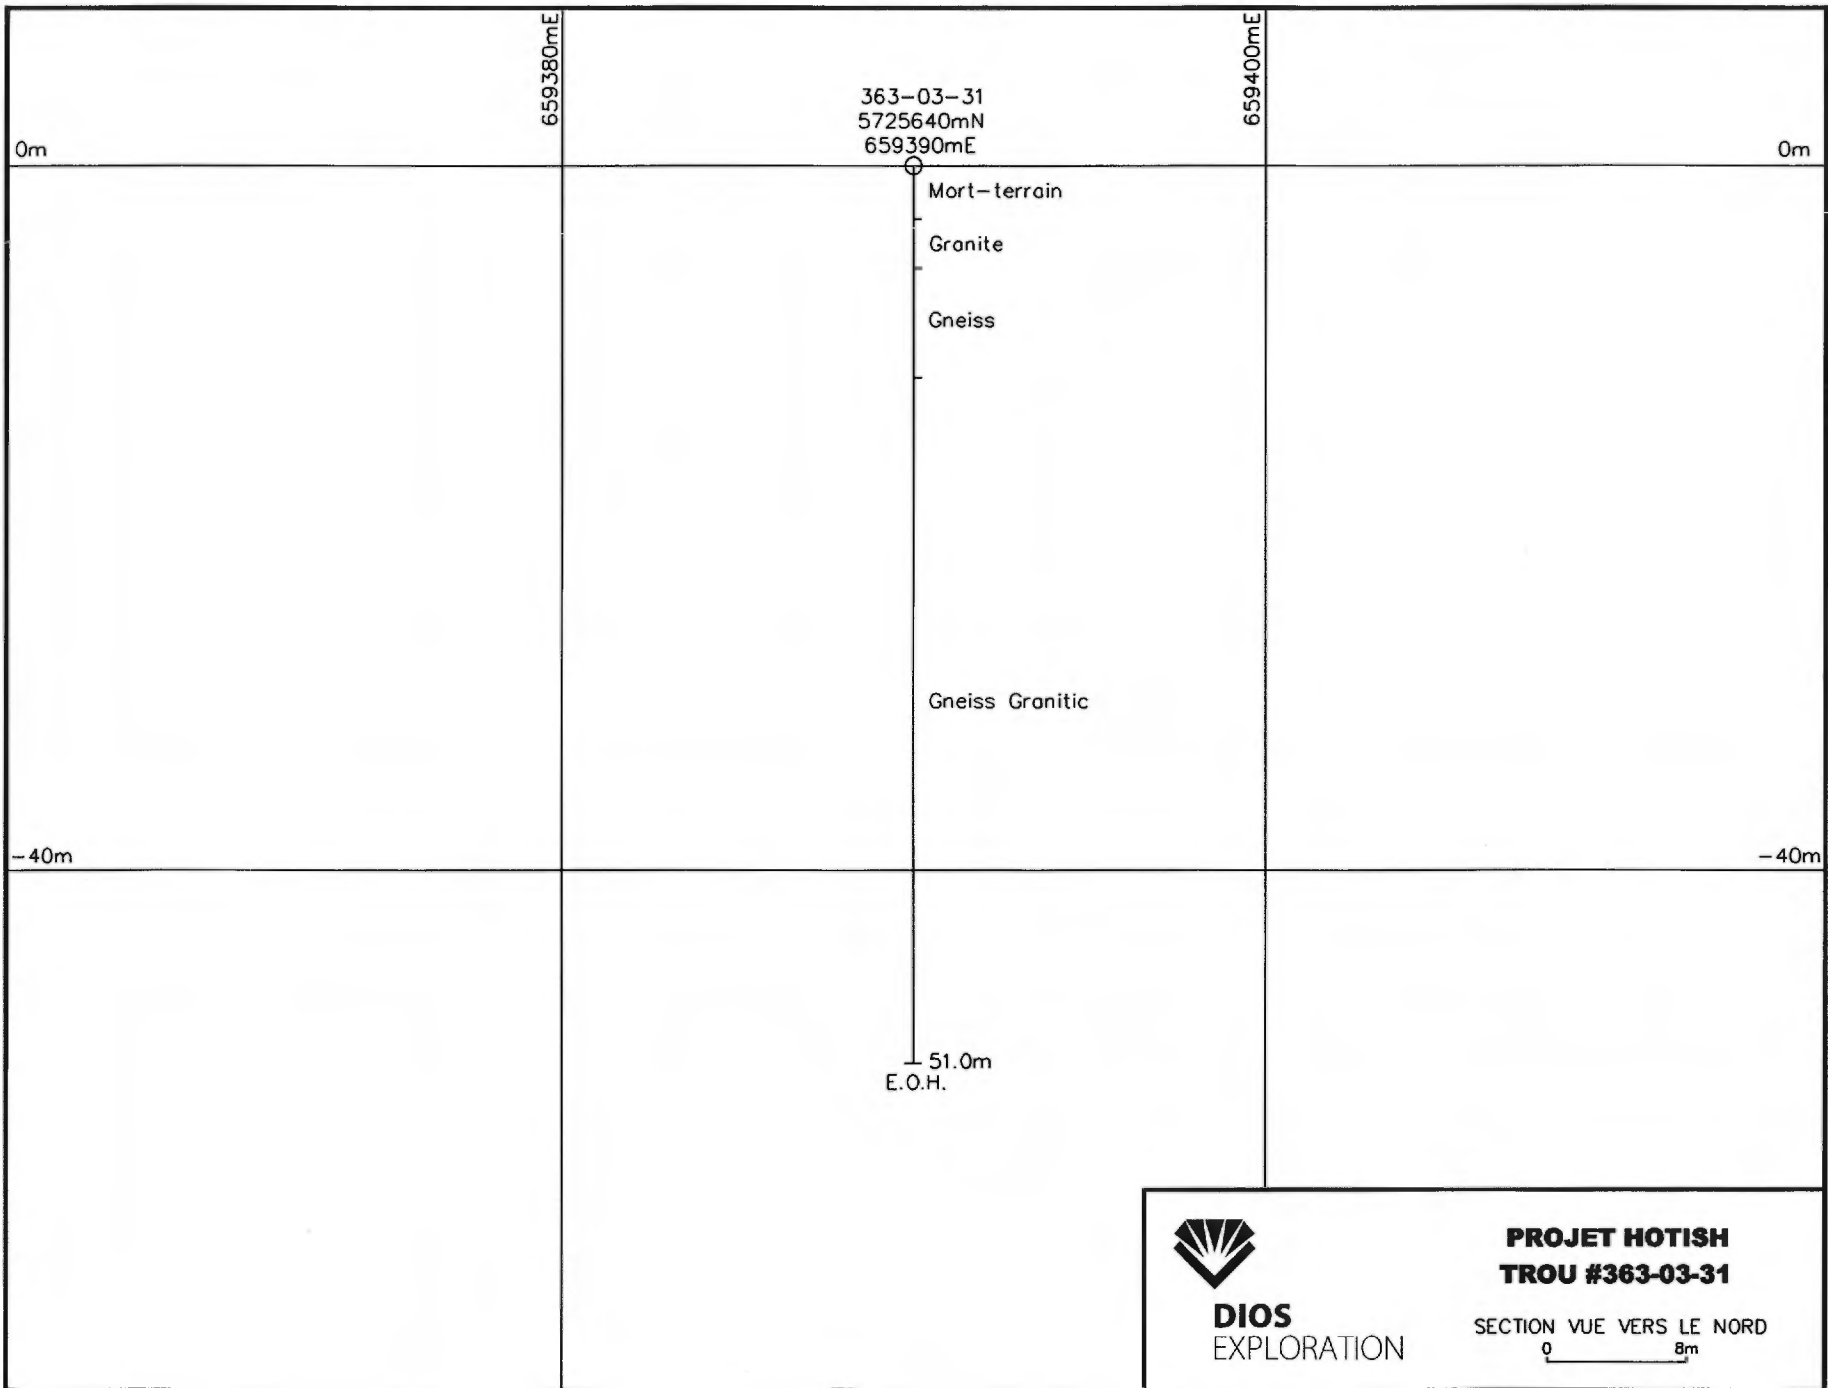 659380mE
659400mE
363-03-31
5725640mN
659390mE
0m
0m
Mort-terrain
Granite
Gneiss
Gneiss Granitic
-40m
-40m
51.0m
E.O.H.
PROJET HOTISH
TROU #363-03-31
DIOS
EXPLORATION
SECTION VUE VERS LE NORD
0 8m